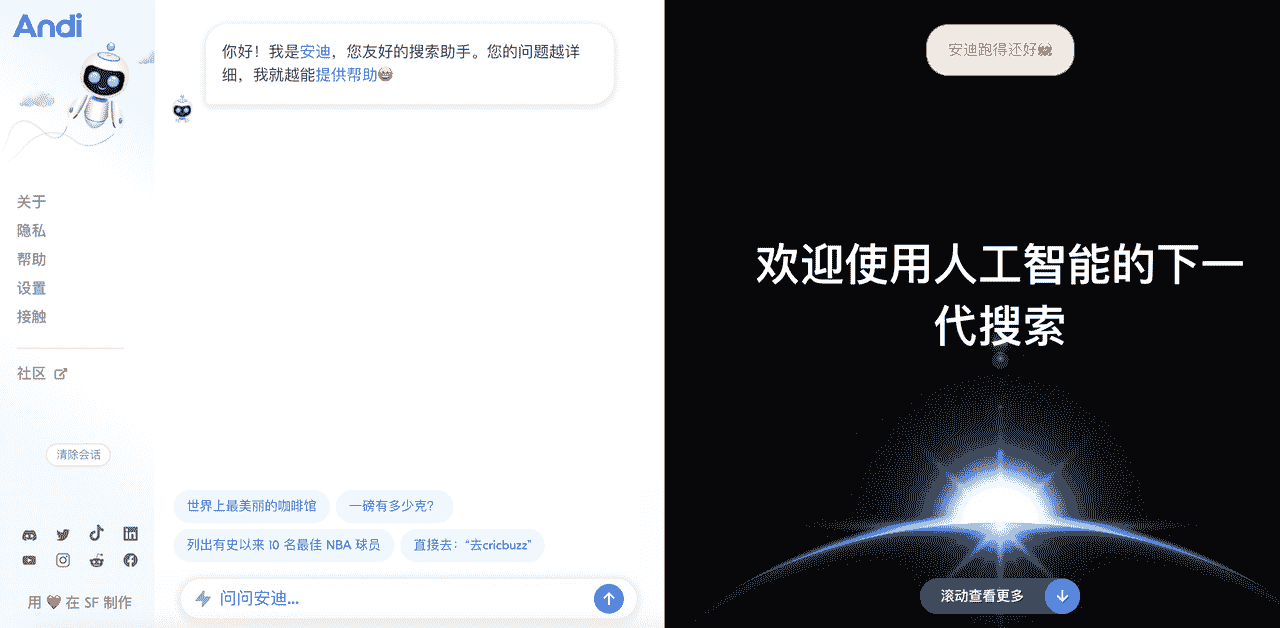 Andi
关于
隐私
帮助
设置
接触
社区
清除会话
用 🤎 在 SF 制作
你好！我是安迪，您友好的搜索助手。您的问题越详
细，我就越能提供帮助😁
世界上最美丽的咖啡馆
一磅有多少克？
列出有史以来 10 名最佳 NBA 球员
直接去：“去cricbuzz”
问问安迪...
安迪跑得还好
欢迎使用人工智能的下一
代搜索
滚动查看更多